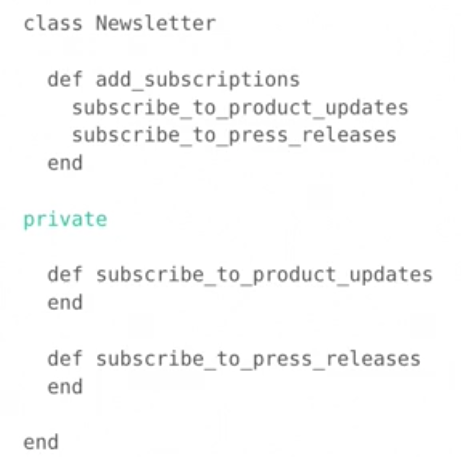 class Newsletter
def add_subscriptions
subscribe_to_product_updates
subscribe_to_press_releases
end
private
def subscribe_to_product_updates
end
def subscribe_to_press_releases
end
end